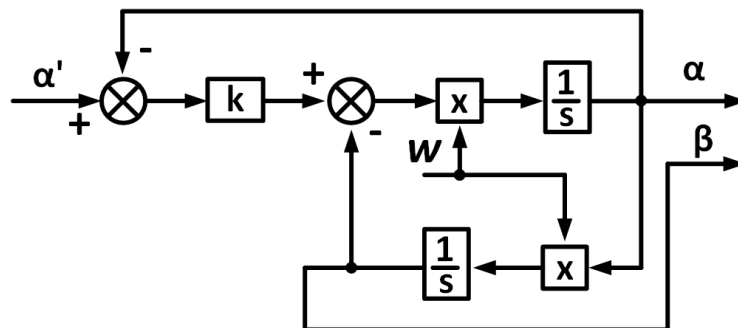 -
α' + k + - x 1/s α
w β
1/s x